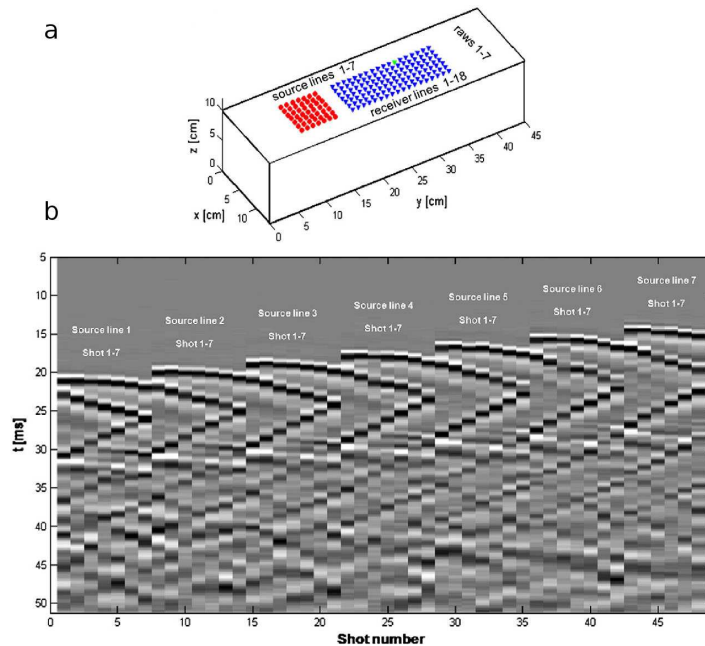 a
source lines 1-7
raws 1-7
receiver lines 1-18
z [cm]
10
5
0
0
5
10
x [cm]
0
5
10
15
20
25
30
35
40
45
y [cm]
b
5
10
15
20
25
30
35
40
45
50
t [ms]
Source line 1
Shot 1-7
Source line 2
Shot 1-7
Source line 3
Shot 1-7
Source line 4
Shot 1-7
Source line 5
Shot 1-7
Source line 6
Shot 1-7
Source line 7
Shot 1-7
0
5
10
15
20
25
30
35
40
45
Shot number